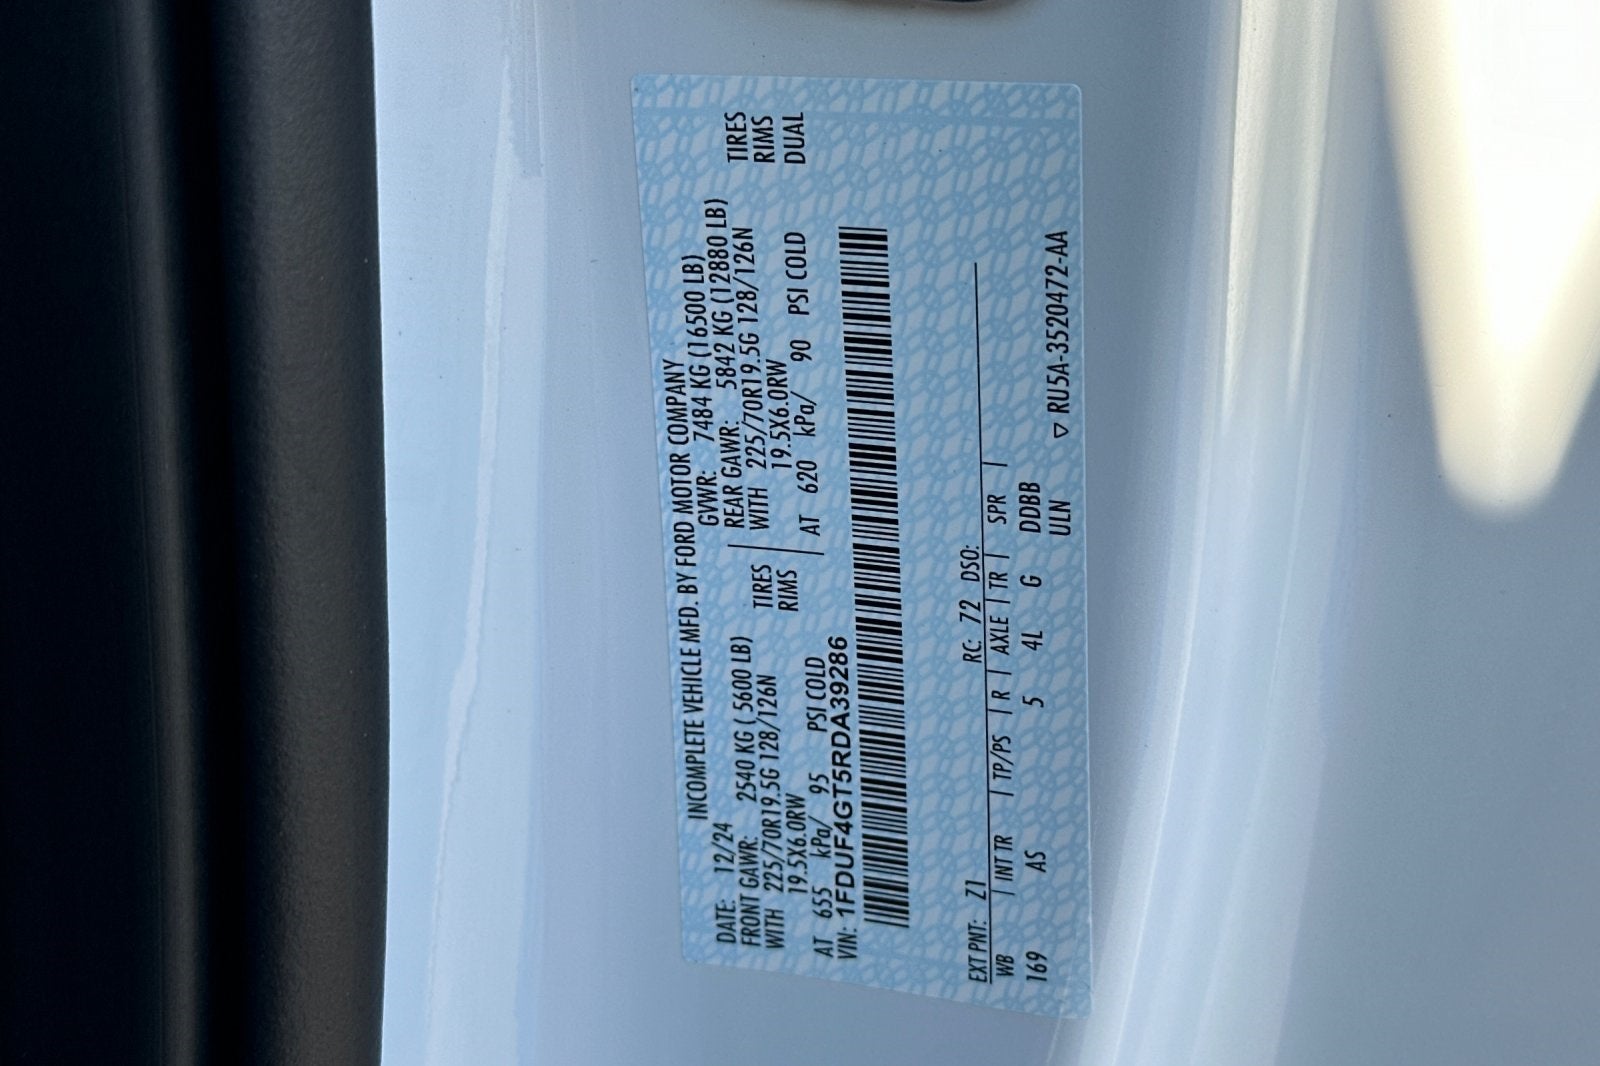 INCOMPLETE VEHICLE MFD. BY FORD MOTOR COMPANY
DATE: 12/24 GVWR: 7484 KG (16500 LB)
FRONT GAWR: 2540 KG ( 5600 LB) REAR GAWR: 5842 KG (12880 LB)
WITH 225/70R19.5G 128/126N TIRES WITH 225/70R19.5G 128/126N TIRES
19.5X6.0RW RIMS 19.5X6.0RW RIMS
AT 655 kPa/ 95 PSI COLD AT 620 kPa/ 90 PSI COLD DUAL
VIN: 1FDUF4GT5RDA39286
EXT PNT: Z1 RC: 72 DSO:
WB | INT TR | TP/PS | R | AXLE | TR | SPR |
169 AS 5 4L G DDBB
ULN ▽ RU5A-3520472-AA